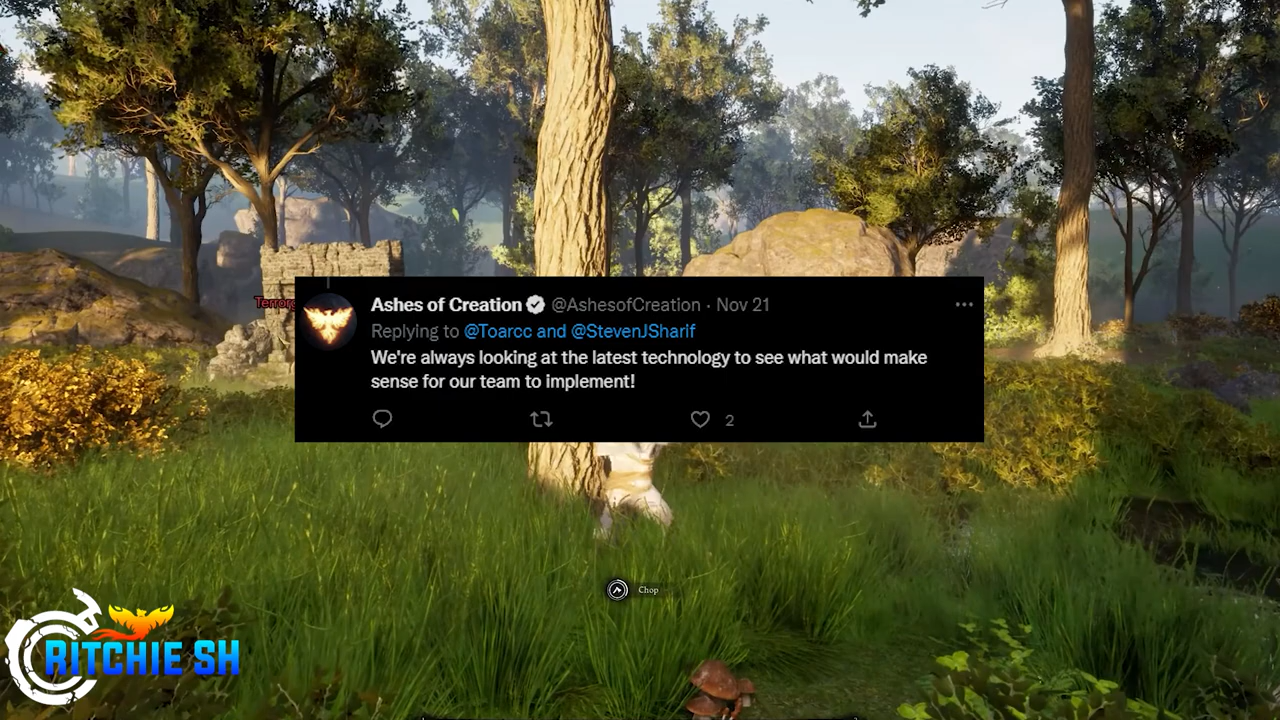 Ashes of Creation @AshesofCreation · Nov 21
Replying to @Toarcc and @StevenJSharif
We're always looking at the latest technology to see what would make
sense for our team to implement!
2
Chop
RITCHIE SH